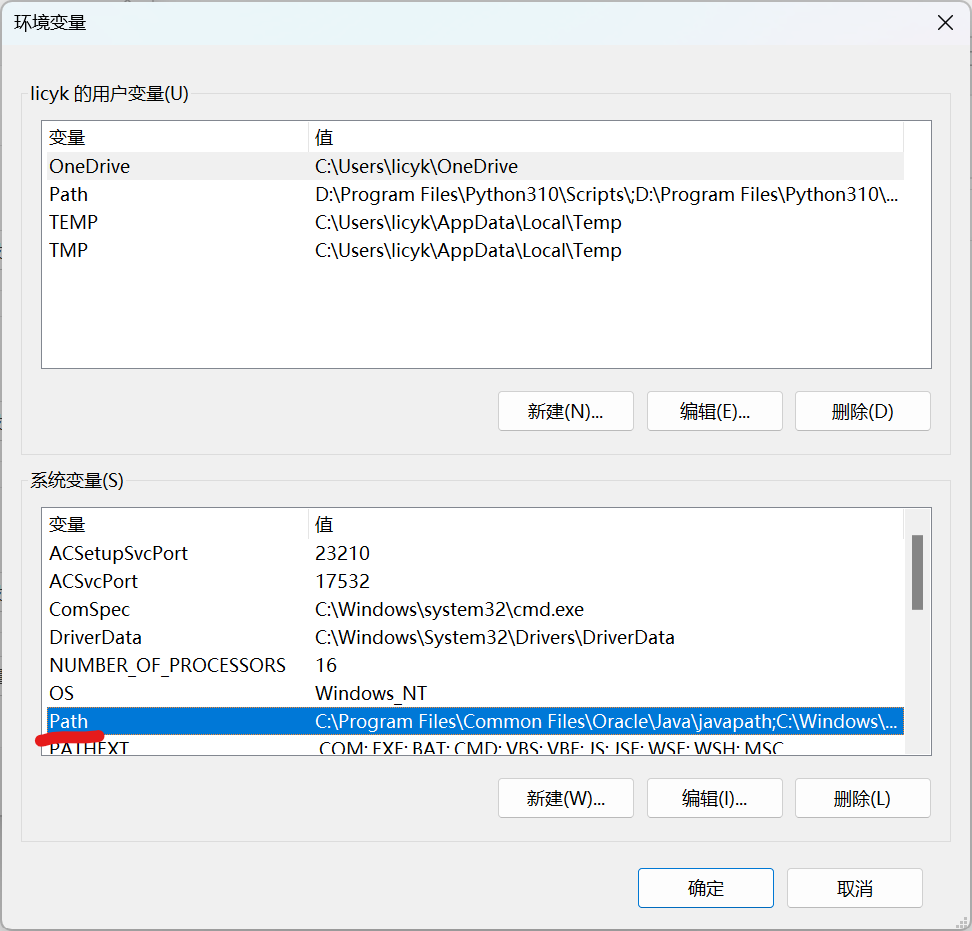 环境变量
licyk 的用户变量(U)
变量 值
OneDrive C:\Users\licyk\OneDrive
Path D:\Program Files\Python310\Scripts\;D:\Program Files\Python310\...
TEMP C:\Users\licyk\AppData\Local\Temp
TMP C:\Users\licyk\AppData\Local\Temp
新建(N)... 编辑(E)... 删除(D)
系统变量(S)
变量 值
ACSetupSvcPort 23210
ACSvcPort 17532
ComSpec C:\Windows\system32\cmd.exe
DriverData C:\Windows\System32\Drivers\DriverData
NUMBER_OF_PROCESSORS 16
OS Windows_NT
Path C:\Program Files\Common Files\Oracle\Java\javapath;C:\Windows\...
PATHEXT .COM;.EXE;.BAT;.CMD;.VBS;.VBE;.JS;.JSE;.WSF;.WSH;.MSC
新建(W)... 编辑(I)... 删除(L)
确定 取消